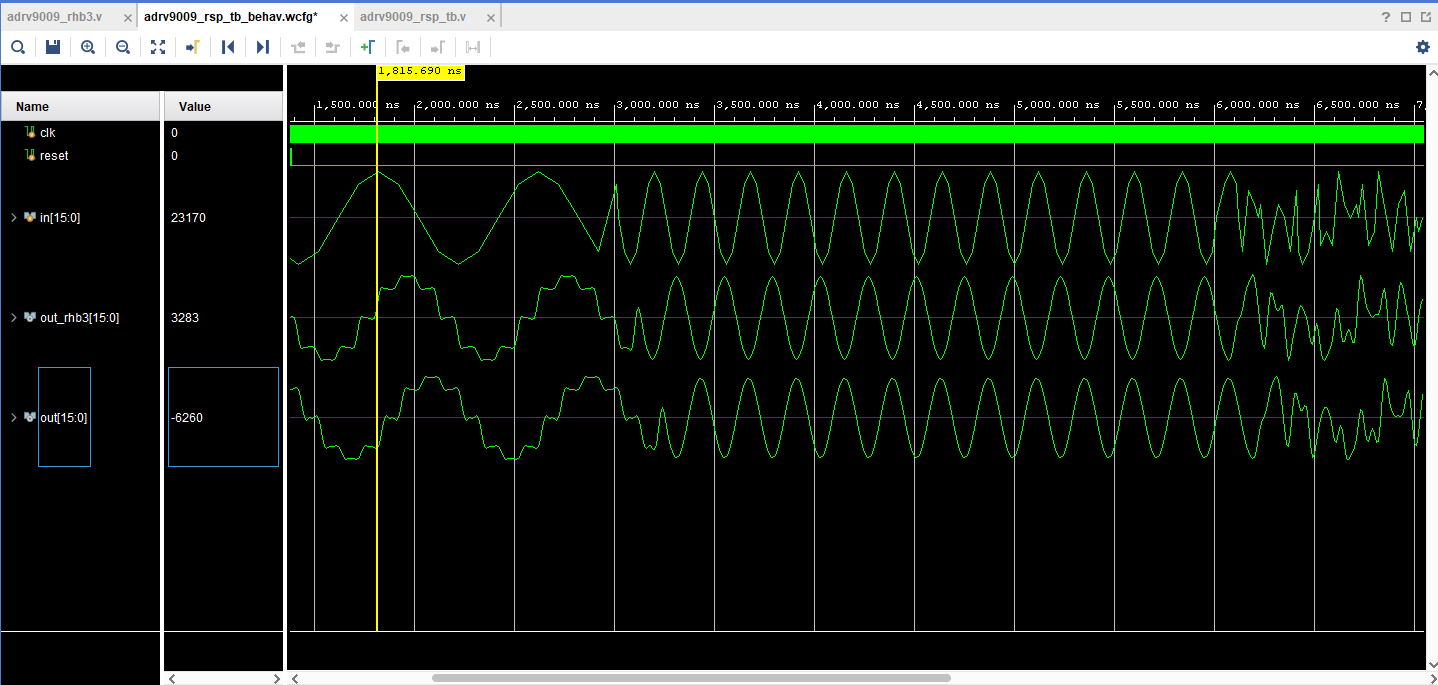 adrv9009_rhb3.v × adrv9009_rsp_tb_behav.wcfg* × adrv9009_rsp_tb.v ×
?
1,815.690 ns
Name Value
1,500.000 ns 2,000.000 ns 2,500.000 ns 3,000.000 ns 3,500.000 ns 4,000.000 ns 4,500.000 ns 5,000.000 ns 5,500.000 ns 6,000.000 ns 6,500.000 ns 7,
clk 0
reset 0
in[15:0] 23170
out_rhb3[15:0] 3283
out[15:0] -6260